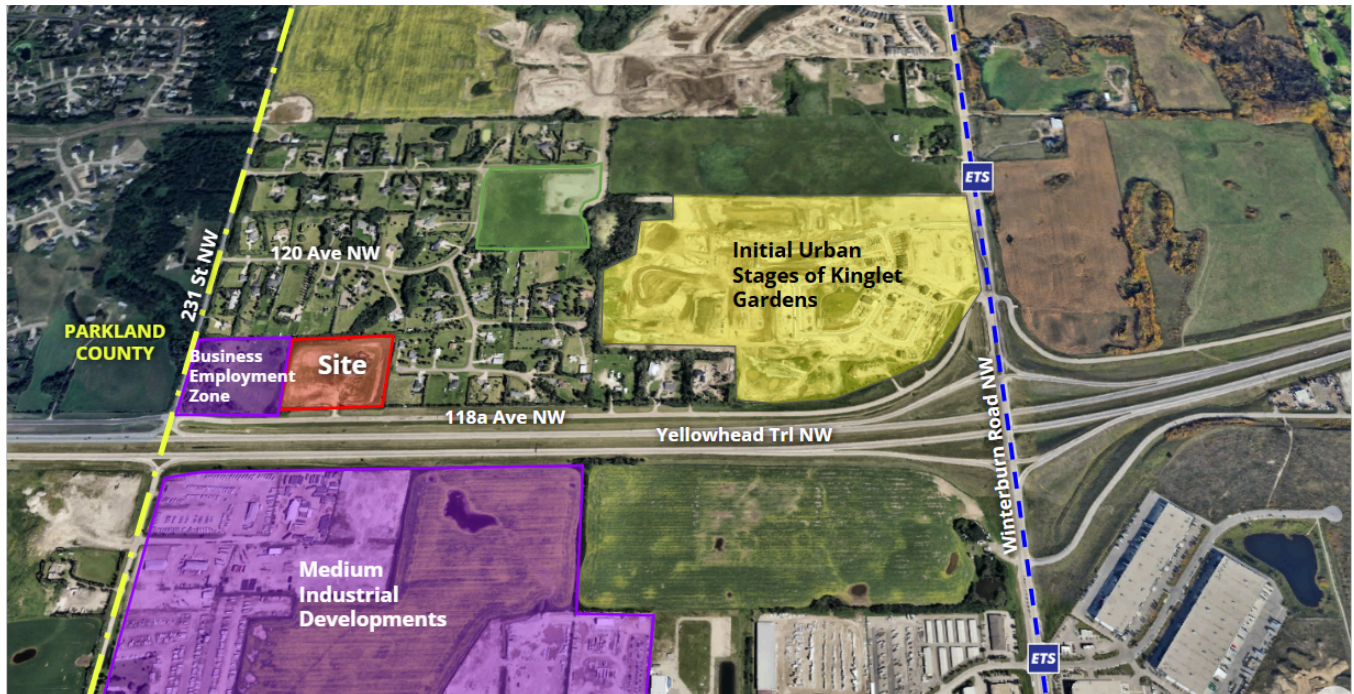 ETS
231 St NW
120 Ave NW
Initial Urban
Stages of Kinglet
Gardens
PARKLAND
COUNTY
Business
Employment
Zone
Site
118a Ave NW
Yellowhead Trl NW
Winterburn Road NW
Medium
Industrial
Developments
ETS